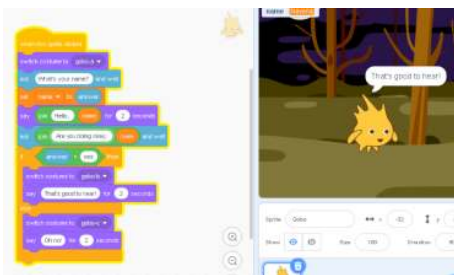 switch costume to gobo-b
ask What's your name? and wait
set name to answer
say join Hello, name for 2 seconds
ask join Are you doing okay, name and wait
if answer = yes then
switch costume to gobo-b
say That's good to hear! for 2 seconds
else
switch costume to gobo-c
say Oh no! for 2 seconds
name
That's good to hear!
Sprite Gobo x y
Show Size 100 Direction